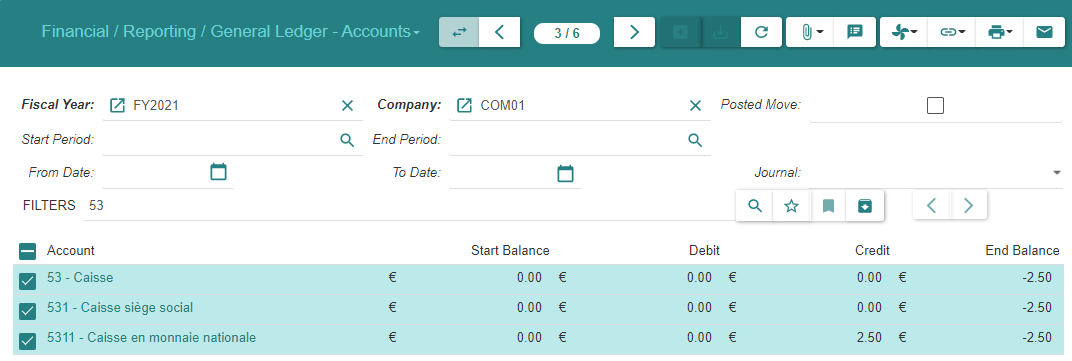 Financial / Reporting / General Ledger - Accounts
3 / 6
Fiscal Year: FY2021 Company: COM01 Posted Move:
Start Period: End Period:
From Date: To Date: Journal:
FILTERS 53
Account Start Balance Debit Credit End Balance
53 - Caisse € 0.00 € 0.00 € 0.00 € -2.50
531 - Caisse siège social € 0.00 € 0.00 € 0.00 € -2.50
5311 - Caisse en monnaie nationale € 0.00 € 0.00 € 2.50 € -2.50